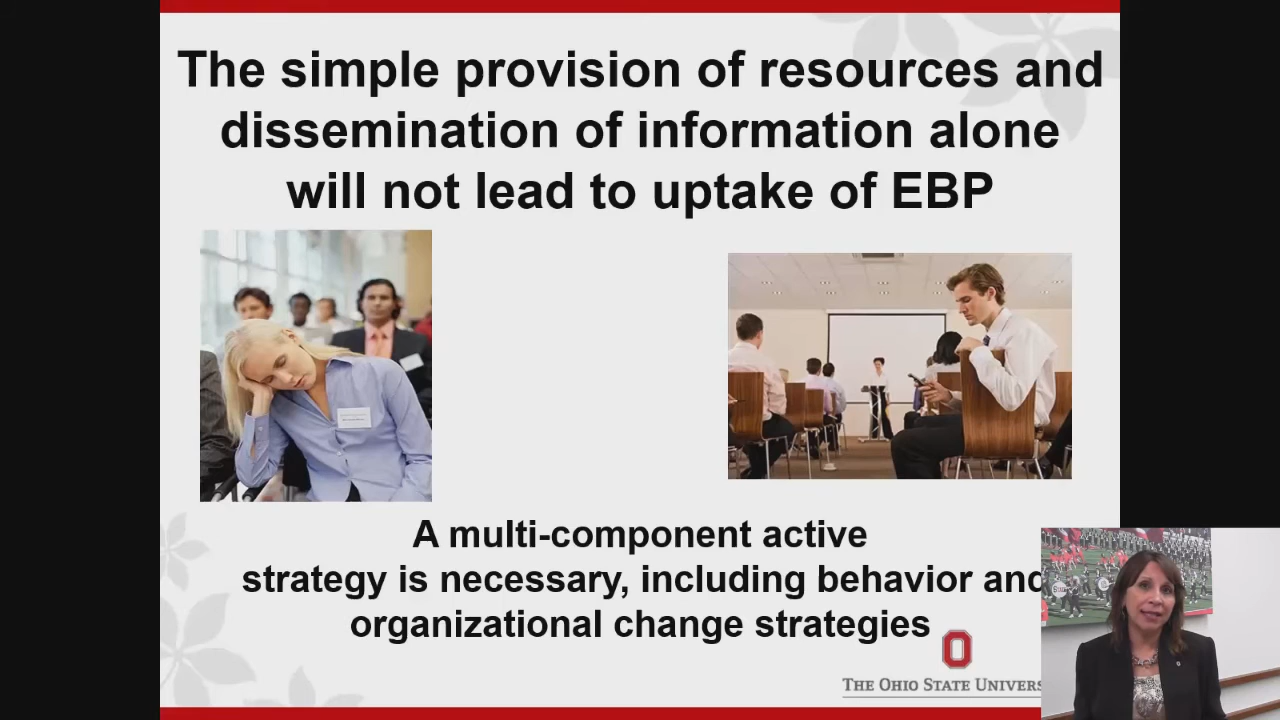 The simple provision of resources and
dissemination of information alone
will not lead to uptake of EBP
A multi-component active
strategy is necessary, including behavior and
organizational change strategies
THE OHIO STATE